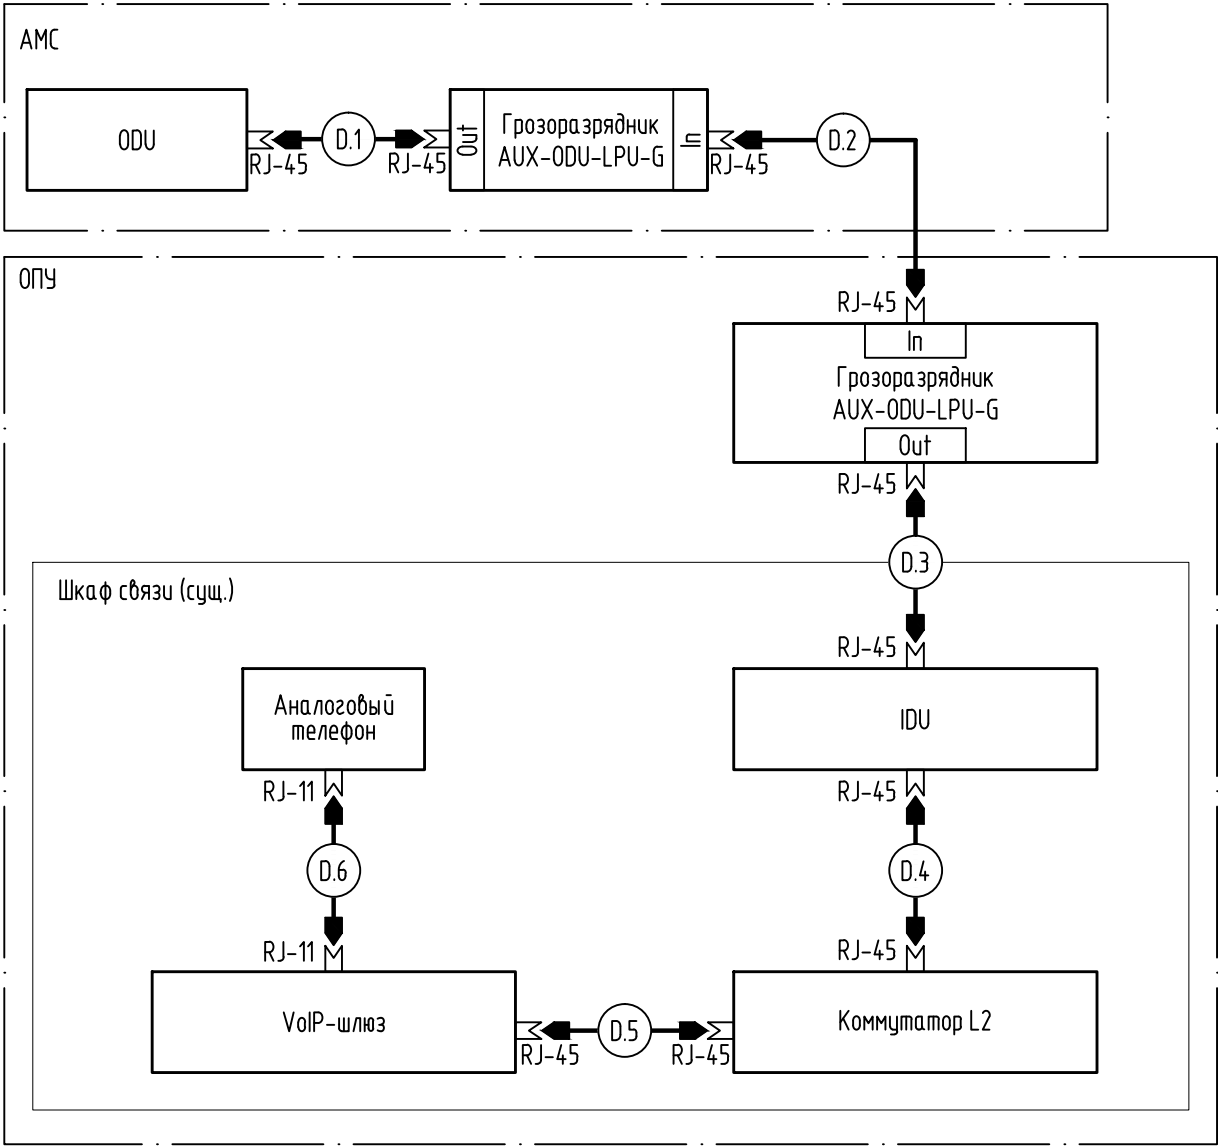 АМС
ODU
RJ-45
D.1
RJ-45
Out
Грозоразрядник
AUX-ODU-LPU-G
In
RJ-45
D.2
ОПУ
RJ-45
In
Грозоразрядник
AUX-ODU-LPU-G
Out
RJ-45
D.3
Шкаф связи (сущ.)
RJ-45
Аналоговый
телефон
IDU
RJ-11
RJ-45
D.6
D.4
RJ-11
RJ-45
VoIP-шлюз
RJ-45
D.5
RJ-45
Коммутатор L2